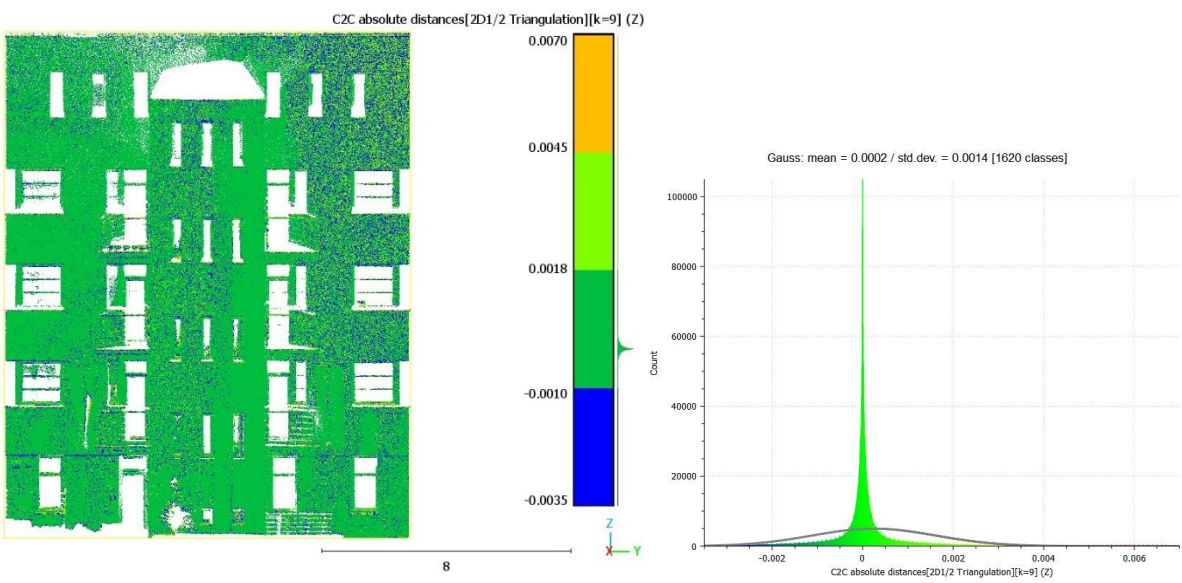 C2C absolute distances[2D1/2 Triangulation][k=9] (Z)
0.0070
0.0045
0.0018
-0.0010
-0.0035
Z
X Y
8
Gauss: mean = 0.0002 / std.dev. = 0.0014 [1620 classes]
100000
80000
60000
40000
20000
0
Count
-0.002 0 0.002 0.004 0.006
C2C absolute distances[2D1/2 Triangulation][k=9] (Z)